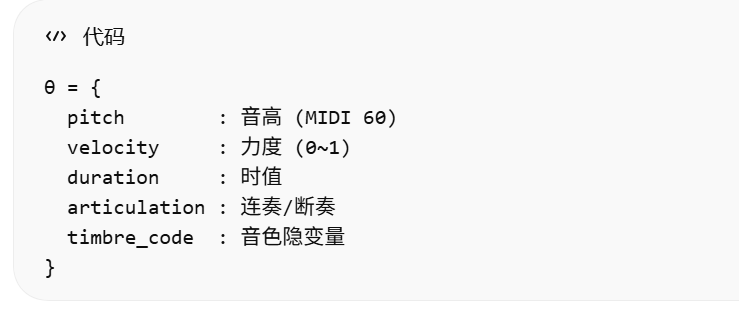 代码
θ = {
  pitch        : 音高 (MIDI 60)
  velocity     : 力度 (0~1)
  duration     : 时值
  articulation : 连奏/断奏
  timbre_code  : 音色隐变量
}